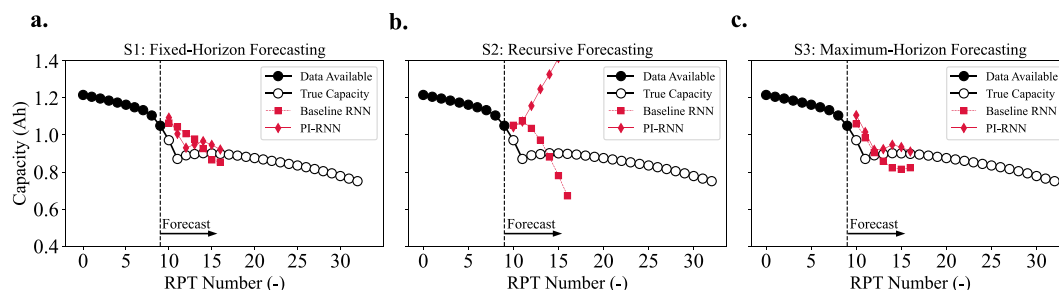 a.
S1: Fixed-Horizon Forecasting
Capacity (Ah)
1.4
1.2
1.0
0.8
0.6
0.4
Data Available
True Capacity
Baseline RNN
PI-RNN
Forecast
0 5 10 15 20 25 30
RPT Number (-)
b.
S2: Recursive Forecasting
Data Available
True Capacity
Baseline RNN
PI-RNN
Forecast
0 5 10 15 20 25 30
RPT Number (-)
c.
S3: Maximum-Horizon Forecasting
Data Available
True Capacity
Baseline RNN
PI-RNN
Forecast
0 5 10 15 20 25 30
RPT Number (-)